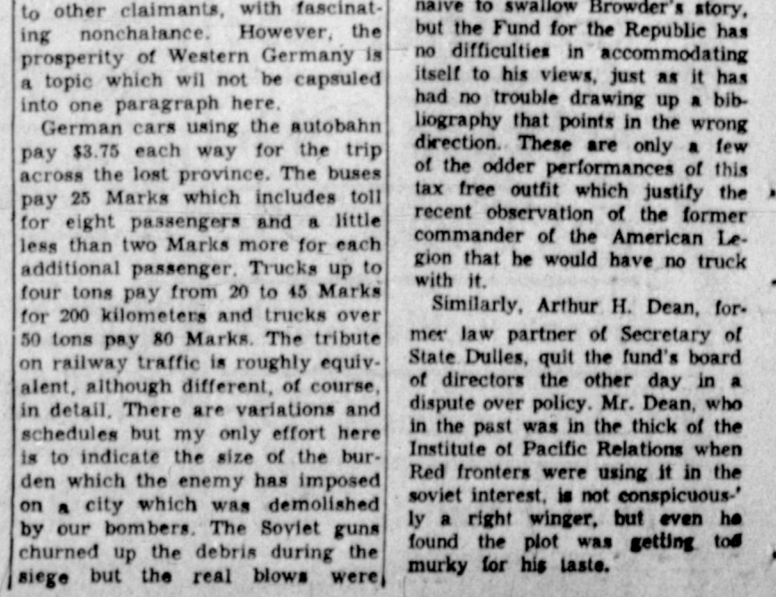 to other claimants, with fascinat-
ing nonchalance. However, the
prosperity of Western Germany is
a topic which wil not be capsuled
into one paragraph here.
German cars using the autobahn
pay $3.75 each way for the trip
across the lost province. The buses
pay 25 Marks which includes toll
for eight passengers and a little
less than two Marks more for each
additional passenger. Trucks up to
four tons pay from 20 to 45 Marks
for 200 kilometers and trucks over
50 tons pay 80 Marks. The tribute
on railway traffic is roughly equiv-
alent, although different, of course,
in detail. There are variations and
schedules but my only effort here
is to indicate the size of the bur-
den which the enemy has imposed
on a city which was demolished
by our bombers. The Soviet guns
churned up the debris during the
siege but the real blows were
naive to swallow Browder's story,
but the Fund for the Republic has
no difficulties in accommodating
itself to his views, just as it has
had no trouble drawing up a bib-
liography that points in the wrong
direction. These are only a few
of the odder performances of this
tax free outfit which justify the
recent observation of the former
commander of the American Le-
gion that he would have no truck
with it.
Similarly, Arthur H. Dean, for-
mer law partner of Secretary of
State Dulles, quit the fund's board
of directors the other day in a
dispute over policy. Mr. Dean, who
in the past was in the thick of the
Institute of Pacific Relations when
Red fronters were using it in the
soviet interest, is not conspicuous-
ly a right winger, but even he
found the plot was getting too
murky for his taste.